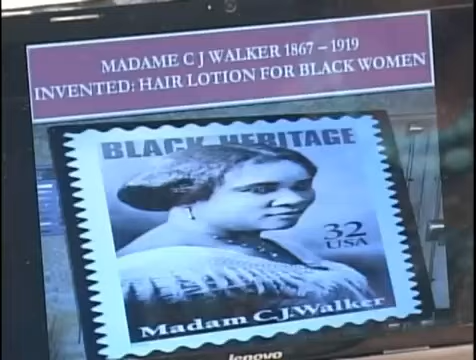 MADAME C J WALKER 1867 – 1919
INVENTED: HAIR LOTION FOR BLACK WOMEN
BLACK HERITAGE
32
USA
Madam C.J. Walker
lenovo